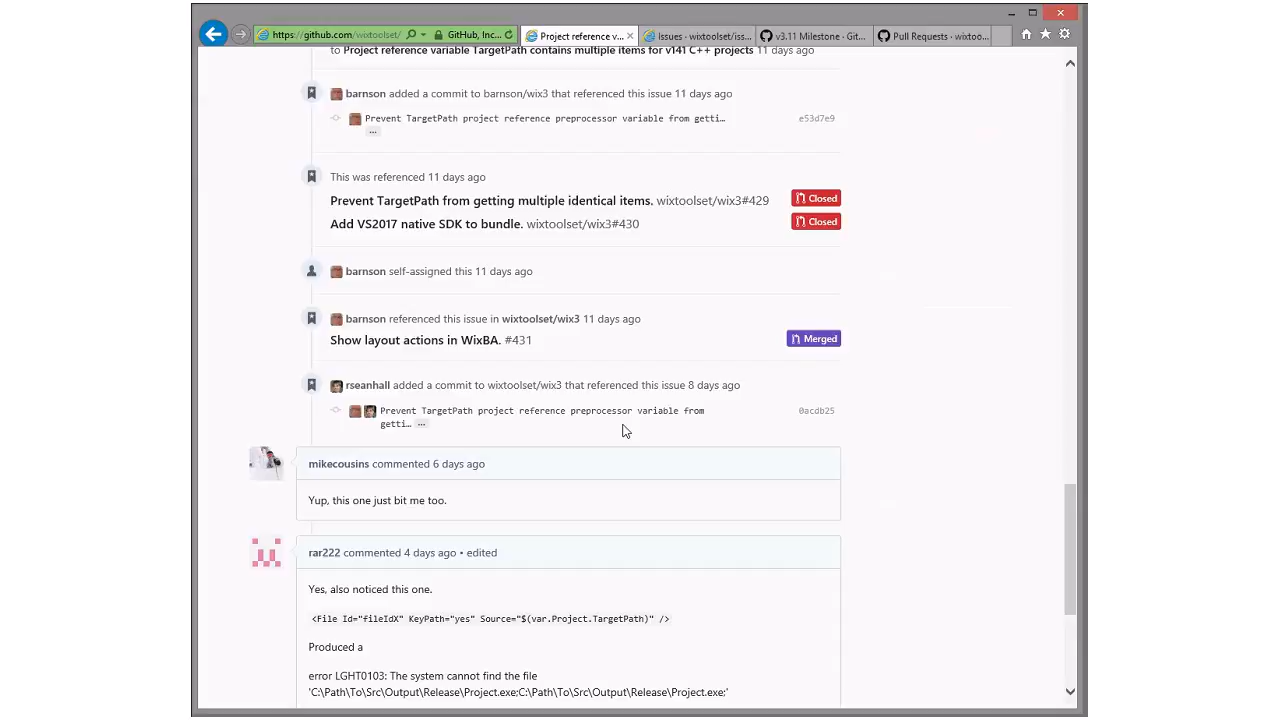 https://github.com/wixtoolset/
GitHub, Inc...
Project reference v...
Issues · wixtoolset/iss...
v3.11 Milestone · Git...
Pull Requests · wixtoo...
to Project reference variable TargetPath contains multiple items for v141 C++ projects 11 days ago
barnson added a commit to barnson/wix3 that referenced this issue 11 days ago
Prevent TargetPath project reference preprocessor variable from getti… e53d7e9
…
This was referenced 11 days ago
Prevent TargetPath from getting multiple identical items. wixtoolset/wix3#429 Closed
Add VS2017 native SDK to bundle. wixtoolset/wix3#430 Closed
barnson self-assigned this 11 days ago
barnson referenced this issue in wixtoolset/wix3 11 days ago
Show layout actions in WixBA. #431 Merged
rseanhall added a commit to wixtoolset/wix3 that referenced this issue 8 days ago
Prevent TargetPath project reference preprocessor variable from 0acdb25
getti… …
mikecousins commented 6 days ago
Yup, this one just bit me too.
rar222 commented 4 days ago • edited
Yes, also noticed this one.
<File Id="fileIdX" KeyPath="yes" Source="$(var.Project.TargetPath)" />
Produced a
error LGHT0103: The system cannot find the file
'C:\Path\To\Src\Output\Release\Project.exe;C:\Path\To\Src\Output\Release\Project.exe;'